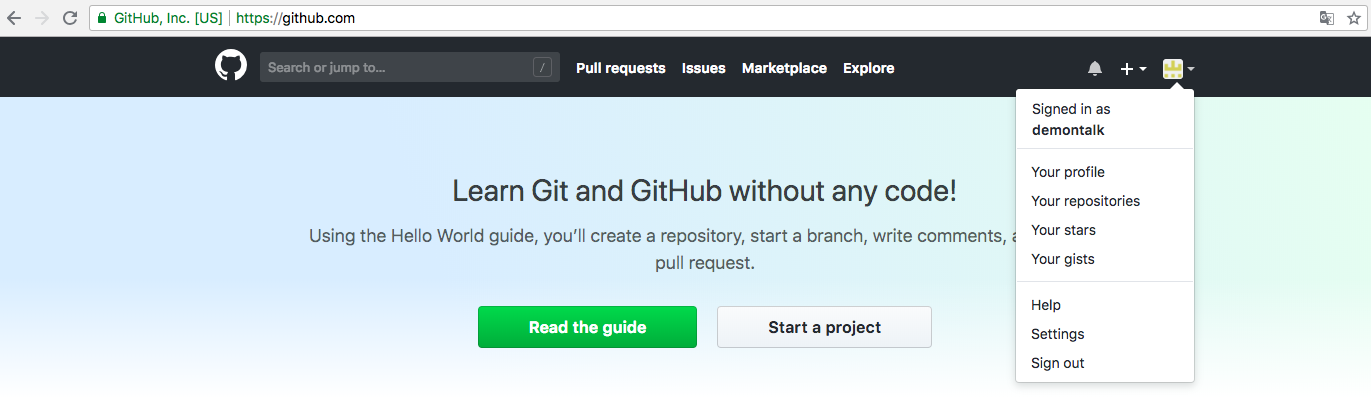 GitHub, Inc. [US] https://github.com
Search or jump to... / Pull requests Issues Marketplace Explore
Signed in as
demontalk
Your profile
Your repositories
Your stars
Your gists
Help
Settings
Sign out
Learn Git and GitHub without any code!
Using the Hello World guide, you’ll create a repository, start a branch, write comments,
pull request.
Read the guide Start a project